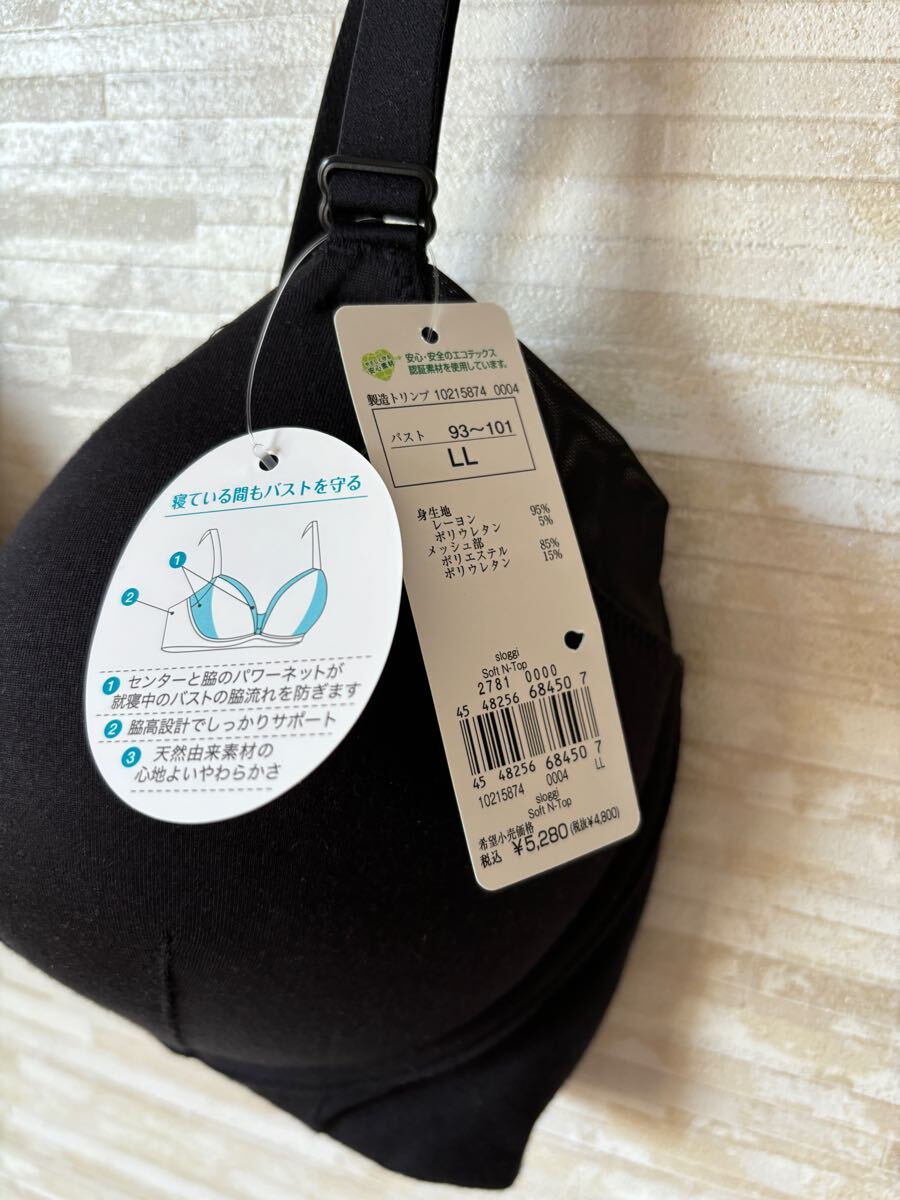 寝ている間もバストを守る
1
2
1 センターと脇のパワーネットが
就寝中のバストの脇流れを防ぎます
2 脇高設計でしっかりサポート
3 天然由来素材の
心地よいやわらかさ
安心素材
安心・安全のエコテックス
認証素材を使用しています。
製造トリンプ 10215874 0004
バスト 93～101
LL
身生地
レーヨン 95%
ポリウレタン 5%
メッシュ部
ポリエステル 85%
ポリウレタン 15%
sloggi
Soft N-Top
2781 0000
45 48256 68450 7
45 48256 68450 7
10215874 0004 LL
sloggi
Soft N-Top
希望小売価格
税込 ¥5,280(税抜¥4,800)